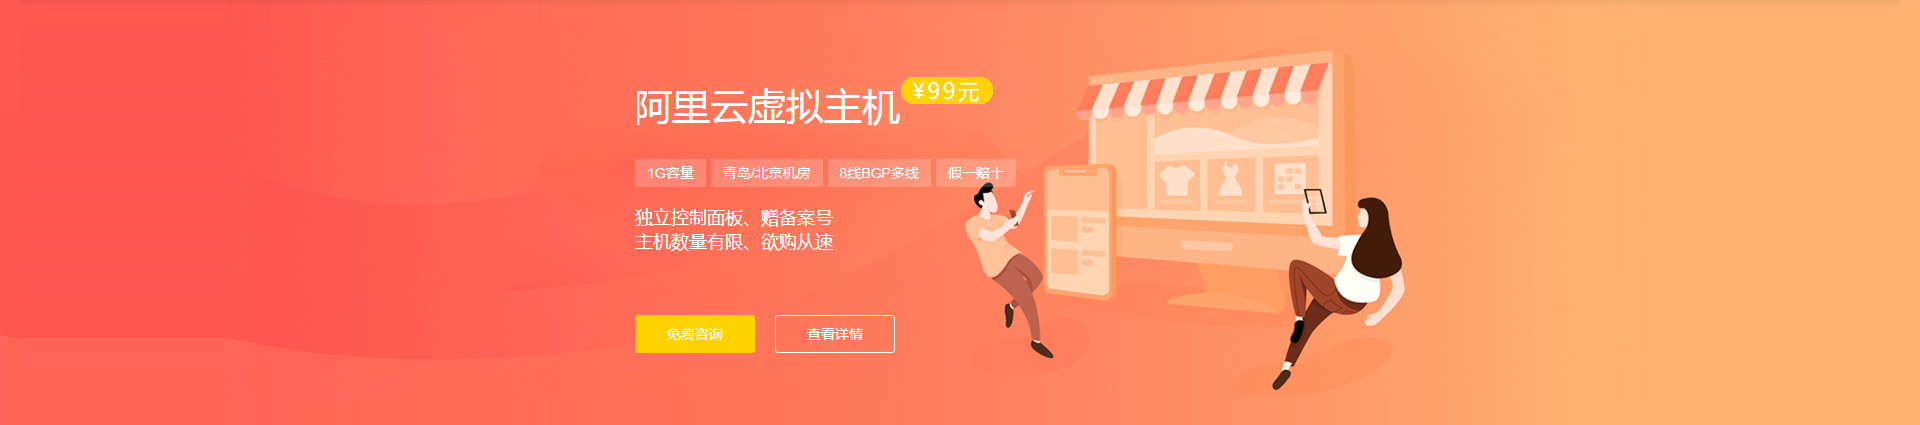 阿里云虚拟主机 ¥99元
1G容量 青岛/北京机房 8线BGP多线 假一赔十
独立控制面板、赠备案号
主机数量有限、欲购从速
免费咨询 查看详情